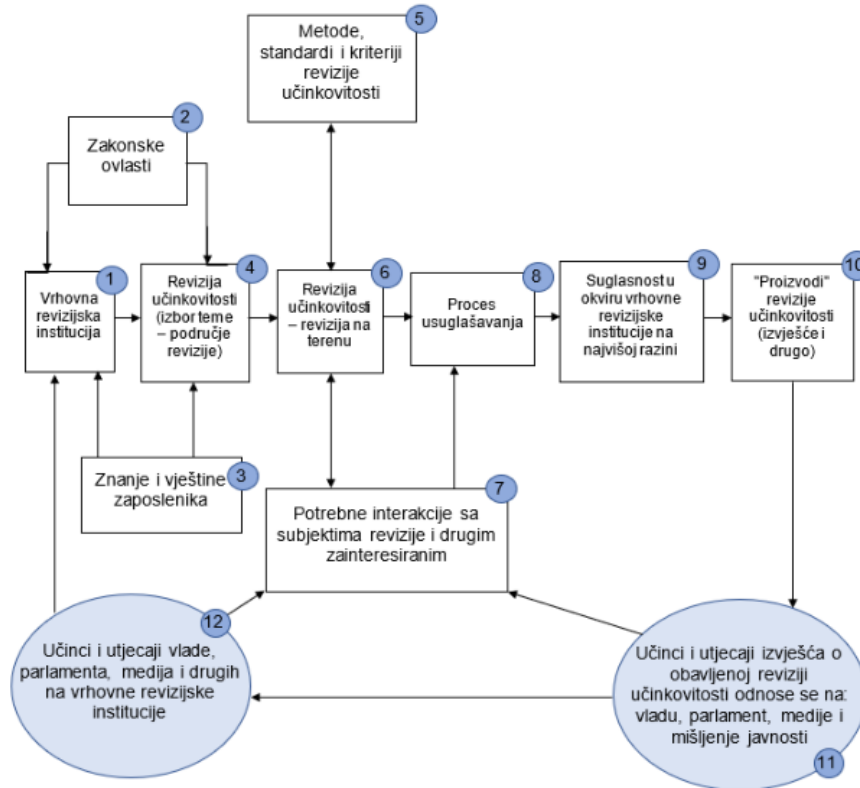 5
Metode,
standardi i kriteriji
revizije
učinkovitosti
2
Zakonske
ovlasti
1
Vrhovna
revizijska
institucija
4
Revizija
učinkovitosti
(izbor teme
– područje
revizije)
6
Revizija
učinkovitosti
– revizija na
terenu
8
Proces
usuglašavanja
9
Suglasnost u
okviru vrhovne
revizijske
institucije na
najvišoj razini
10
"Proizvodi"
revizije
učinkovitosti
(izvješće i
drugo)
3
Znanje i vještine
zaposlenika
7
Potrebne interakcije sa
subjektima revizije i drugim
zainteresiranim
12
Učinci i utjecaji vlade,
parlamenta, medija i drugih
na vrhovne revizijske
institucije
Učinci i utjecaji izvješća o
obavljenoj reviziji
učinkovitosti odnose se na:
vladu, parlament, medije i
mišljenje javnosti
11